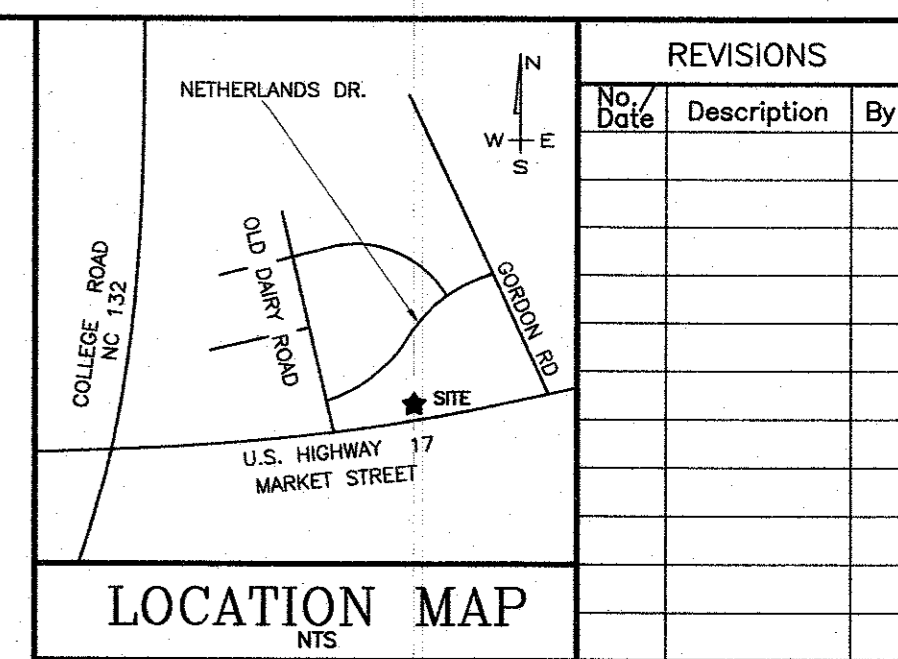 NETHERLANDS DR.
N
W E
S
COLLEGE ROAD
NC 132
OLD DAIRY ROAD
GORDON RD
SITE
U.S. HIGHWAY 17
MARKET STREET
LOCATION MAP
NTS
REVISIONS
No./
Date
Description
By